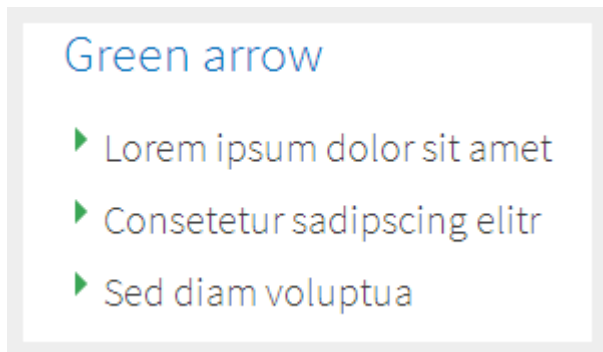 Green arrow
Lorem ipsum dolor sit amet
Consetetur sadipscing elitr
Sed diam voluptua